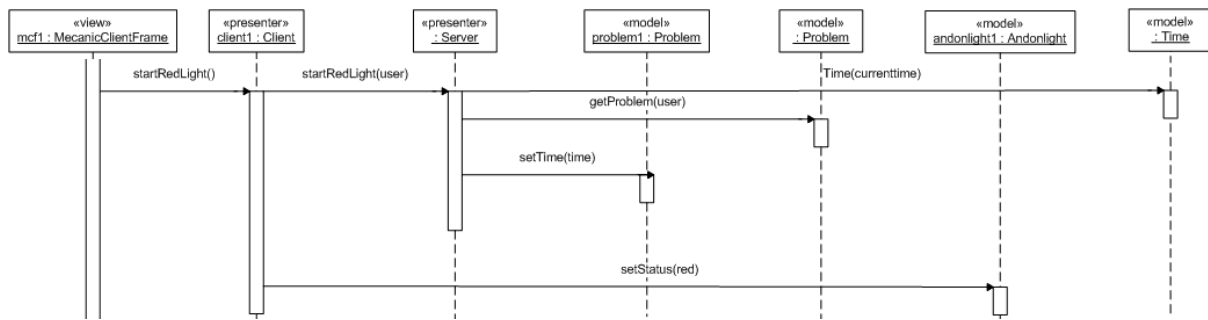 «view»
mcf1 : MecanicClientFrame
«presenter»
client1 : Client
«presenter»
: Server
«model»
problem1 : Problem
«model»
: Problem
«model»
andonlight1 : Andonlight
«model»
: Time
startRedLight()
startRedLight(user)
Time(currenttime)
getProblem(user)
setTime(time)
setStatus(red)